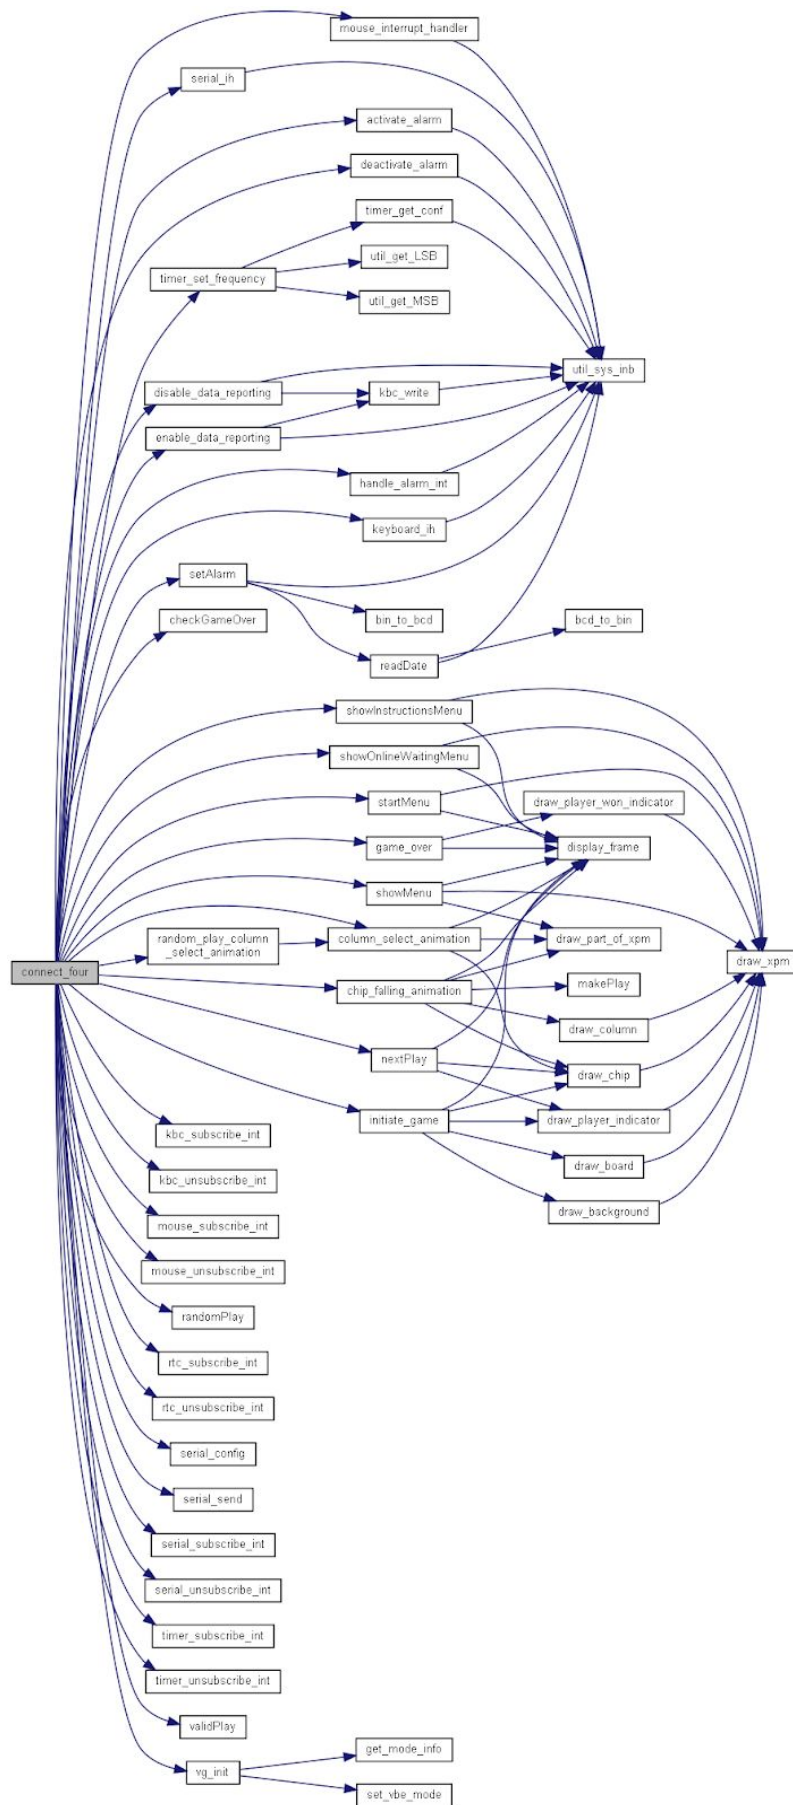 mouse_interrupt_handler
serial_ih
activate_alarm
deactivate_alarm
timer_get_conf
util_get_LSB
timer_set_frequency
util_get_MSB
util_sys_inb
disable_data_reporting
kbc_write
enable_data_reporting
handle_alarm_int
keyboard_ih
setAlarm
checkGameOver
bin_to_bcd
bcd_to_bin
readDate
showInstructionsMenu
showOnlineWaitingMenu
startMenu
draw_player_won_indicator
game_over
display_frame
showMenu
random_play_column
_select_animation
column_select_animation
draw_part_of_xpm
draw_xpm
connect_four
chip_falling_animation
makePlay
draw_column
nextPlay
draw_chip
initiate_game
draw_player_indicator
kbc_subscribe_int
draw_board
kbc_unsubscribe_int
draw_background
mouse_subscribe_int
mouse_unsubscribe_int
randomPlay
rtc_subscribe_int
rtc_unsubscribe_int
serial_config
serial_send
serial_subscribe_int
serial_unsubscribe_int
timer_subscribe_int
timer_unsubscribe_int
validPlay
get_mode_info
vg_init
set_vbe_mode